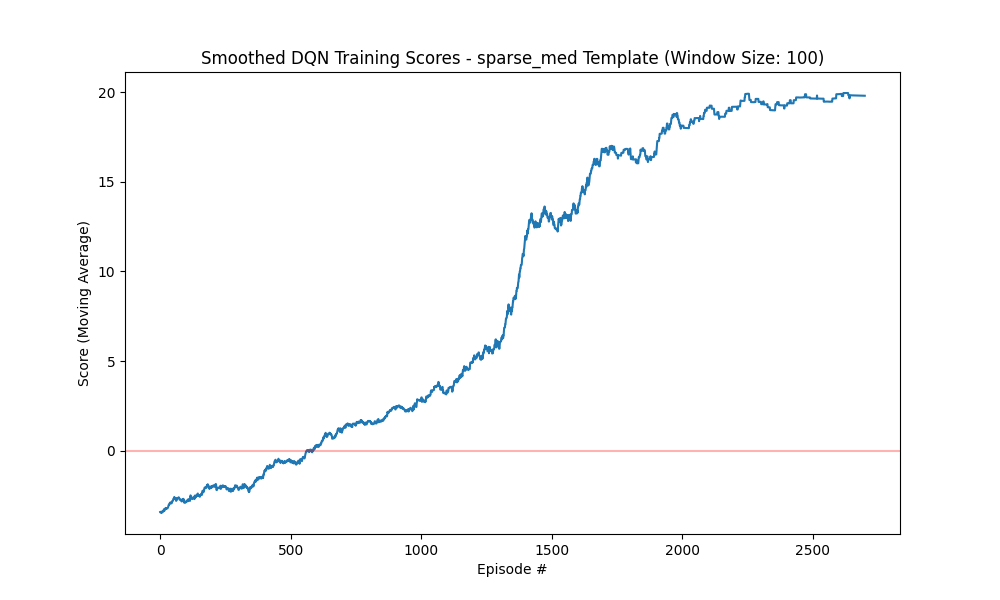 Smoothed DQN Training Scores - sparse_med Template (Window Size: 100)
Score (Moving Average)
20
15
10
5
0
0 500 1000 1500 2000 2500
Episode #